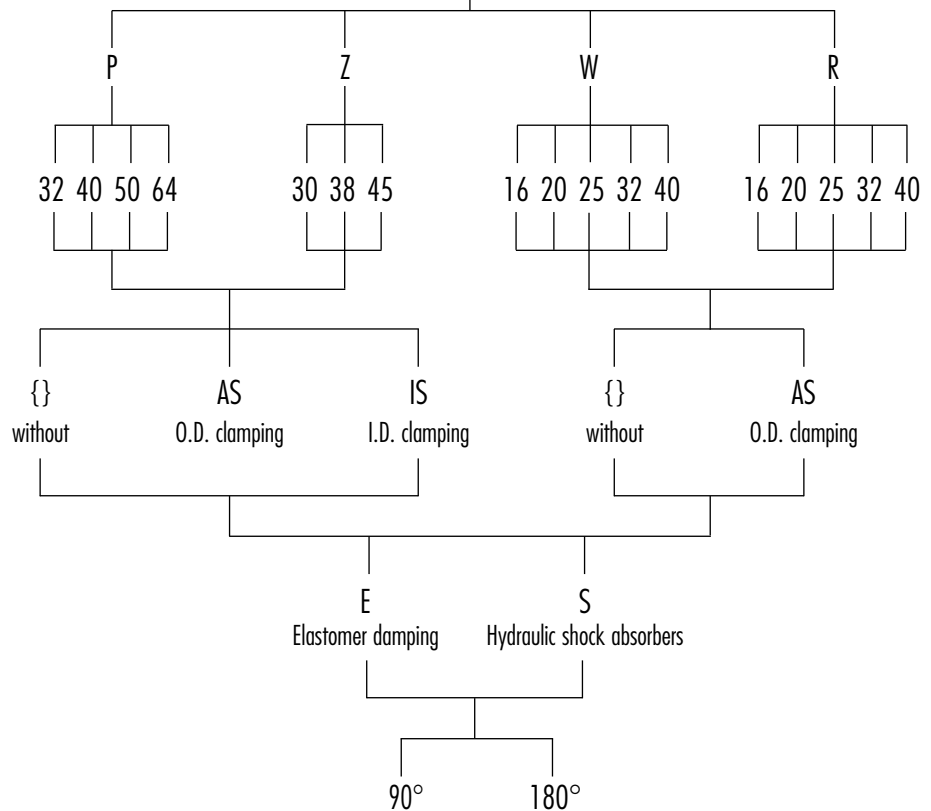 P Z W R
32 40 50 64 30 38 45 16 20 25 32 40 16 20 25 32 40
{} AS IS {} AS
without O.D. clamping I.D. clamping without O.D. clamping
E S
Elastomer damping Hydraulic shock absorbers
90° 180°